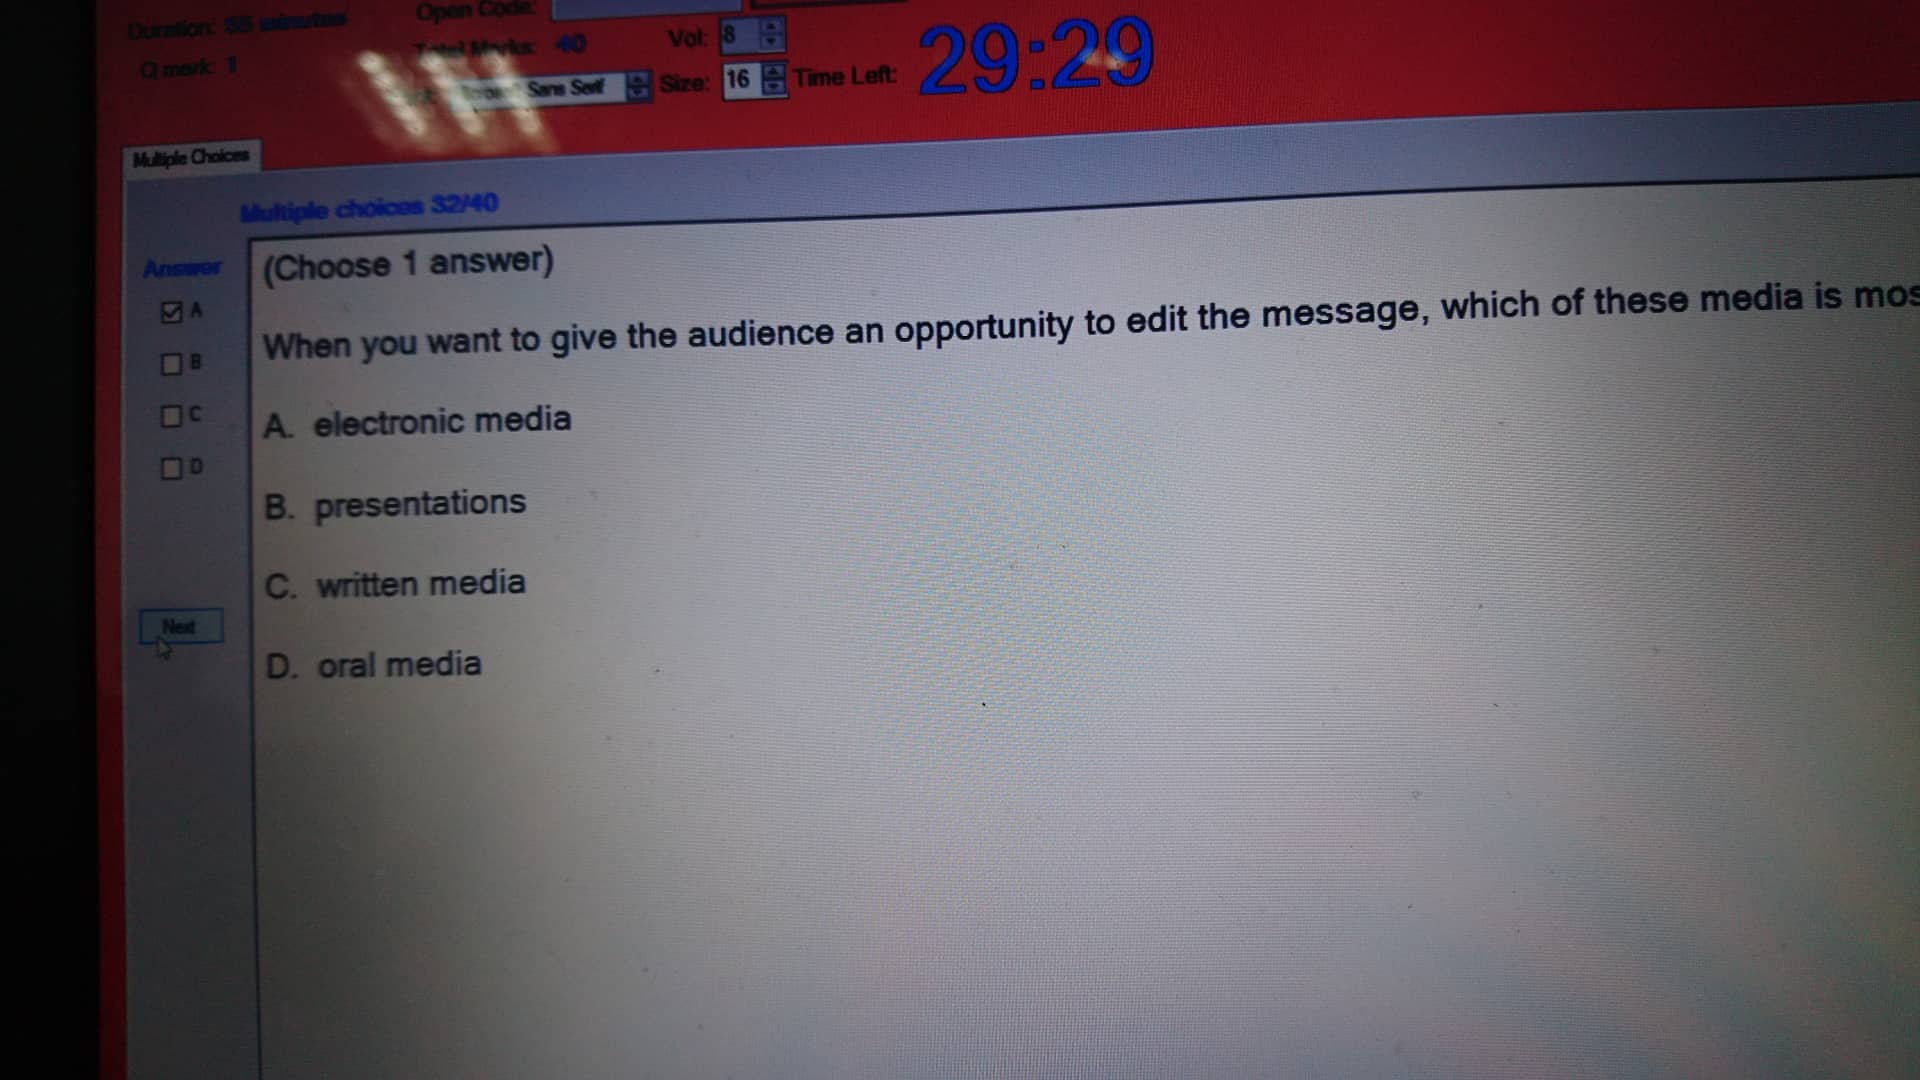 Duration: 55 minutes
Open Code:
Q mark: 1
Total Marks: 40
Vol: 8
Sans Serif
Size: 16
Time Left: 29:29
Multiple Choices
Multiple choices 32/40
Answer
(Choose 1 answer)
A
When you want to give the audience an opportunity to edit the message, which of these media is
B
C
A. electronic media
D
B. presentations
C. written media
Next
D. oral media